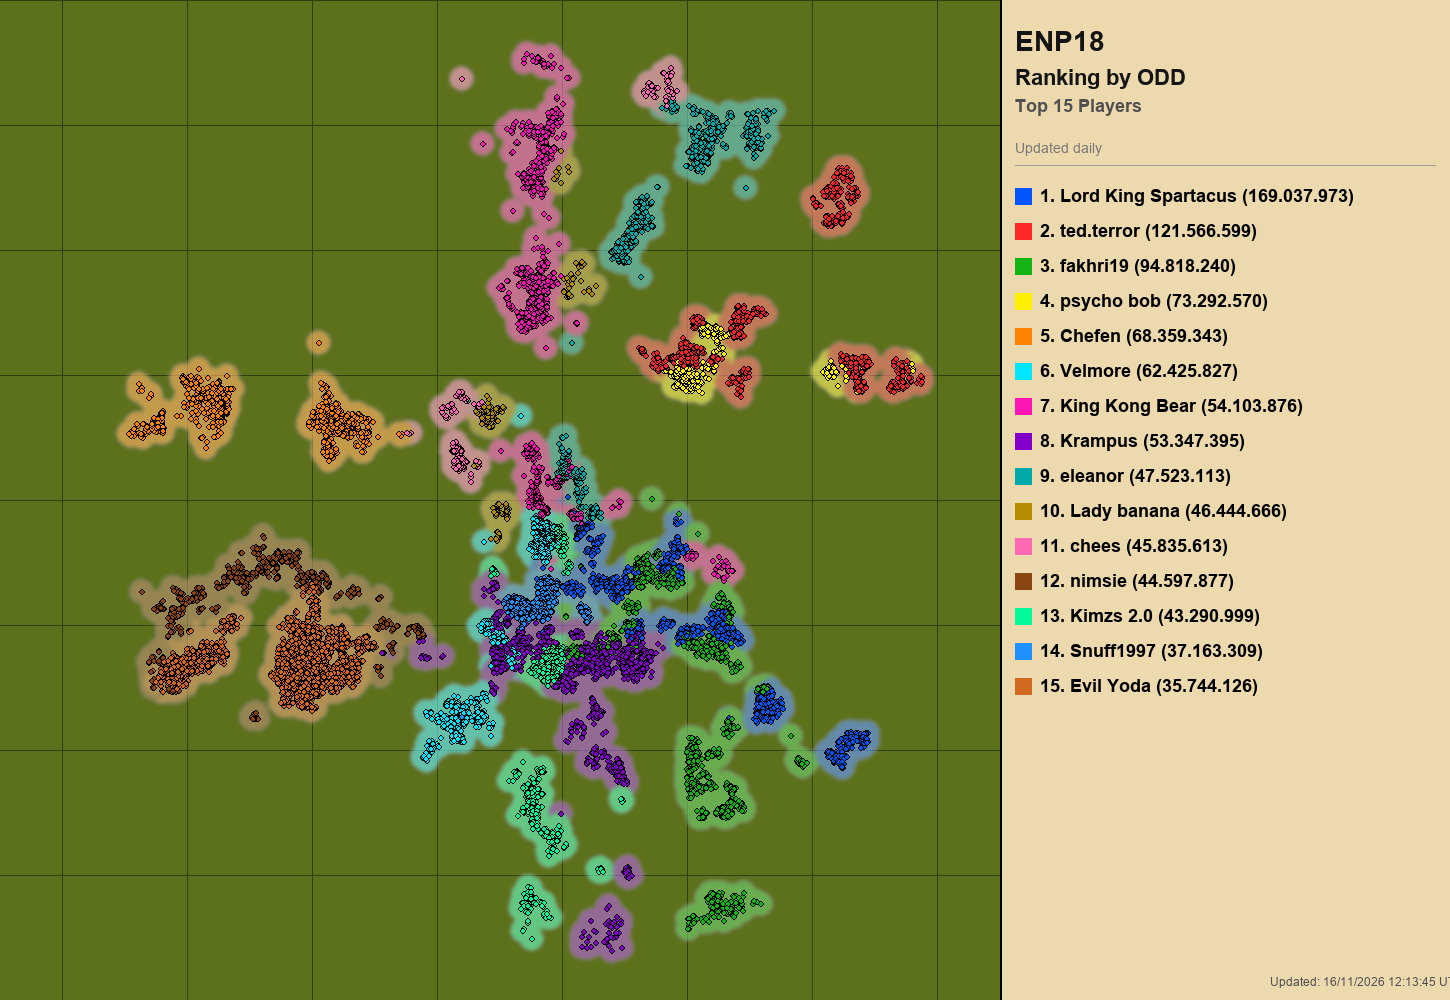 ENP18
Ranking by ODD
Top 15 Players
Updated daily
1. Lord King Spartacus (169.037.973)
2. ted.terror (121.566.599)
3. fakhri19 (94.818.240)
4. psycho bob (73.292.570)
5. Chefen (68.359.343)
6. Velmore (62.425.827)
7. King Kong Bear (54.103.876)
8. Krampus (53.347.395)
9. eleanor (47.523.113)
10. Lady banana (46.444.666)
11. chees (45.835.613)
12. nimsie (44.597.877)
13. Kimzs 2.0 (43.290.999)
14. Snuff1997 (37.163.309)
15. Evil Yoda (35.744.126)
Updated: 16/11/2026 12:13:45 U